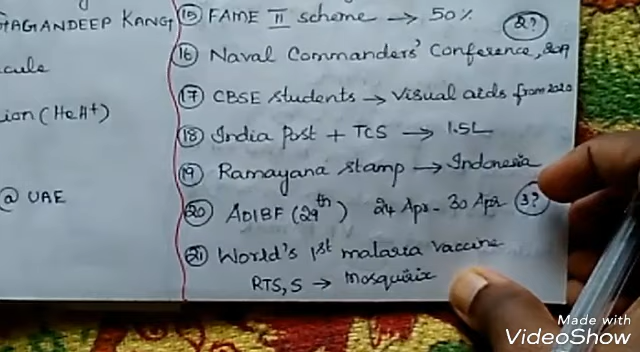 GAGANDEEP KANG
cule
ion (HeH+)
@ UAE
15 FAME II scheme → 50%
2?
16 Naval Commanders' Conference, 2019
17 CBSE students → Visual aids from 2020
18 India Post + TCS → 1.5L
19 Ramayana stamp → Indonesia
20 ADIBF (29th) 24 Apr - 30 Apr 3?
21 World's 1st malaria vaccine
RTS,S → Mosquirix
Made with
VideoShow